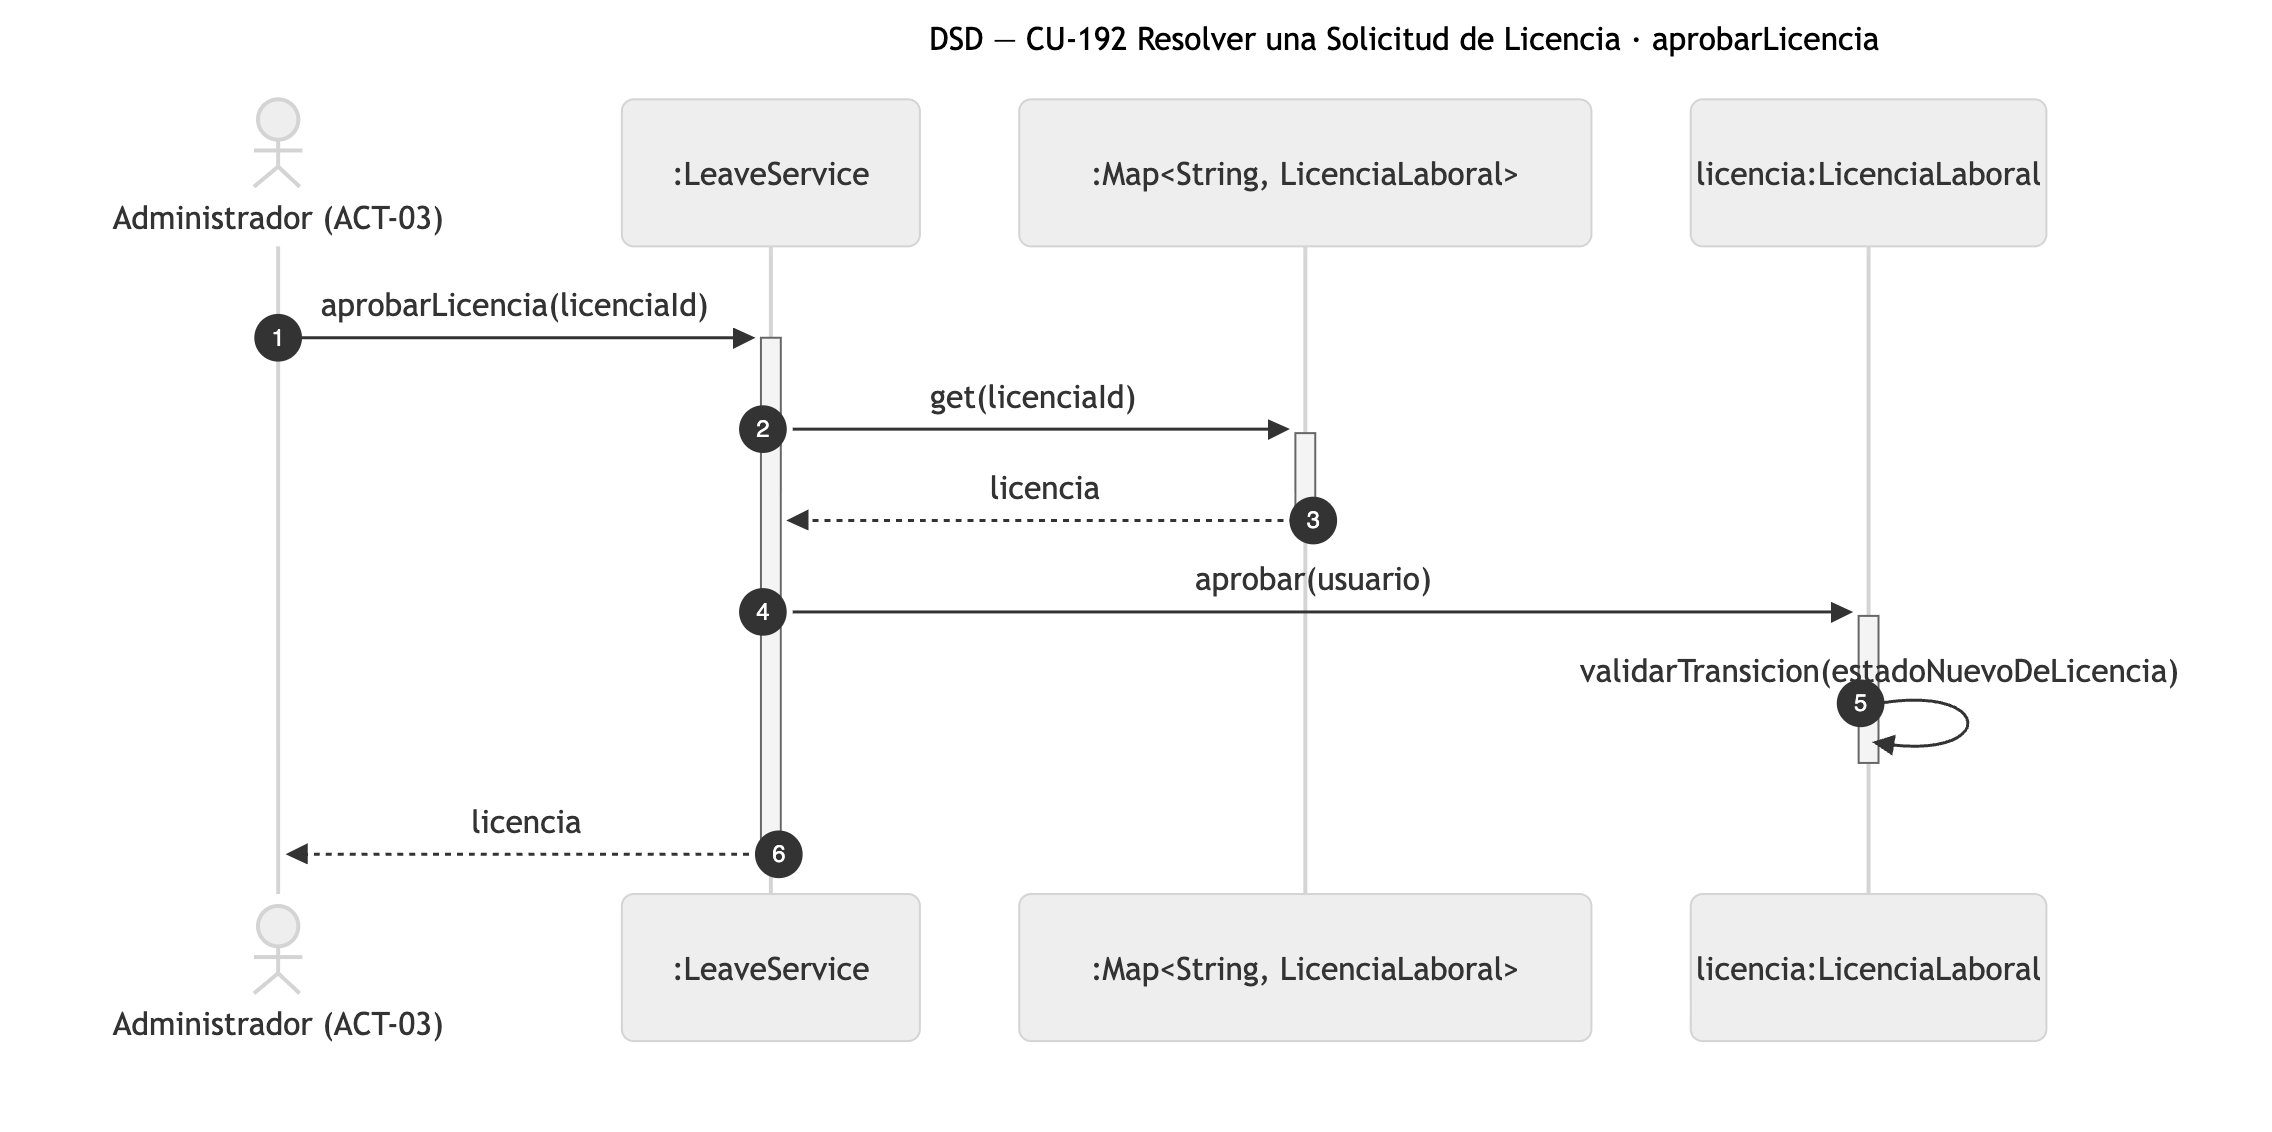 DSD — CU-192 Resolver una Solicitud de Licencia · aprobarLicencia
Administrador (ACT-03)
:LeaveService
:Map<String, LicenciaLaboral>
licencia:LicenciaLaboral
aprobarLicencia(licenciaId)
1
get(licenciaId)
2
licencia
3
aprobar(usuario)
4
validarTransicion(estadoNuevoDeLicencia)
5
licencia
6
Administrador (ACT-03)
:LeaveService
:Map<String, LicenciaLaboral>
licencia:LicenciaLaboral